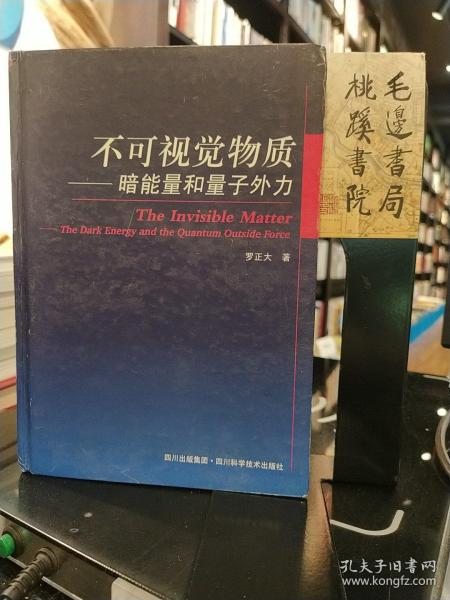 不可视觉物质
——暗能量和量子外力
The Invisible Matter
—The Dark Energy and the Quantum Outside Force
罗正大 著
四川出版集团·四川科学技术出版社
毛邊書局
桃蹊書院
孔夫子旧书网
www.kongfz.com